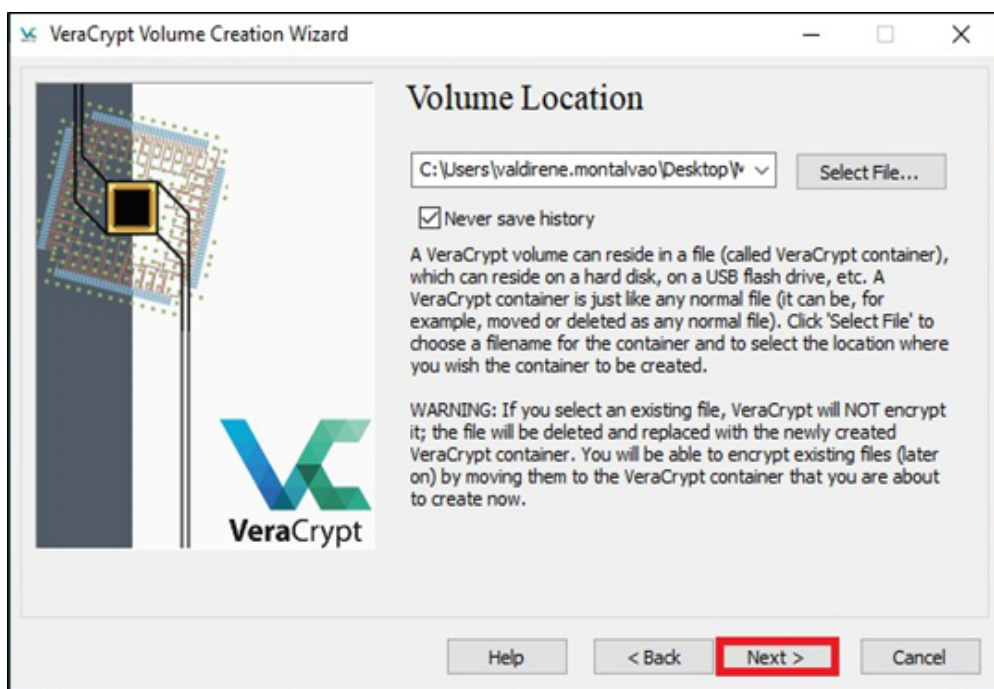 VeraCrypt Volume Creation Wizard
Volume Location
C:\Users\valdirene.montalvao\Desktop\
Select File...
Never save history
A VeraCrypt volume can reside in a file (called VeraCrypt container),
which can reside on a hard disk, on a USB flash drive, etc. A
VeraCrypt container is just like any normal file (it can be, for
example, moved or deleted as any normal file). Click 'Select File' to
choose a filename for the container and to select the location where
you wish the container to be created.
WARNING: If you select an existing file, VeraCrypt will NOT encrypt
it; the file will be deleted and replaced with the newly created
VeraCrypt container. You will be able to encrypt existing files (later
on) by moving them to the VeraCrypt container that you are about
to create now.
VeraCrypt
Help
< Back
Next >
Cancel